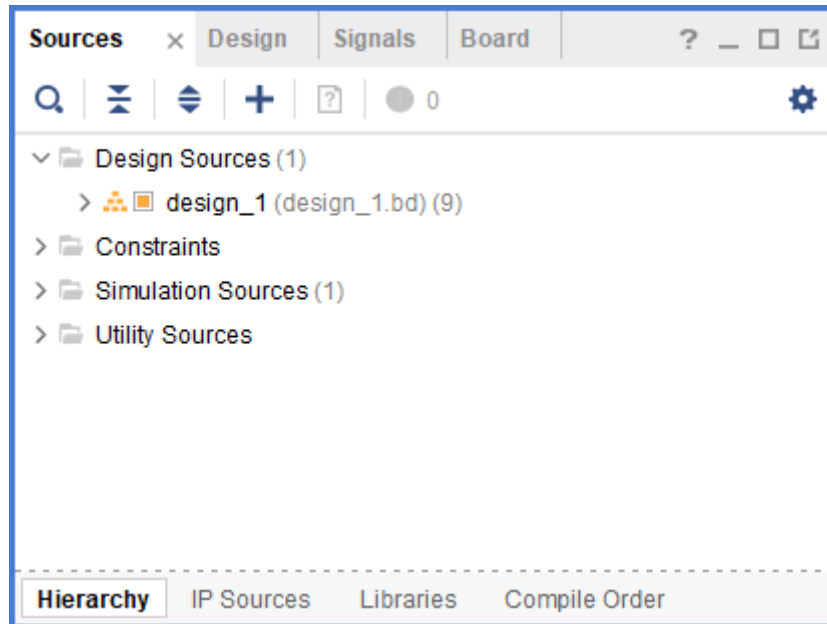 Sources × Design Signals Board ? _
? 0
Design Sources (1)
design_1 (design_1.bd) (9)
Constraints
Simulation Sources (1)
Utility Sources
Hierarchy IP Sources Libraries Compile Order